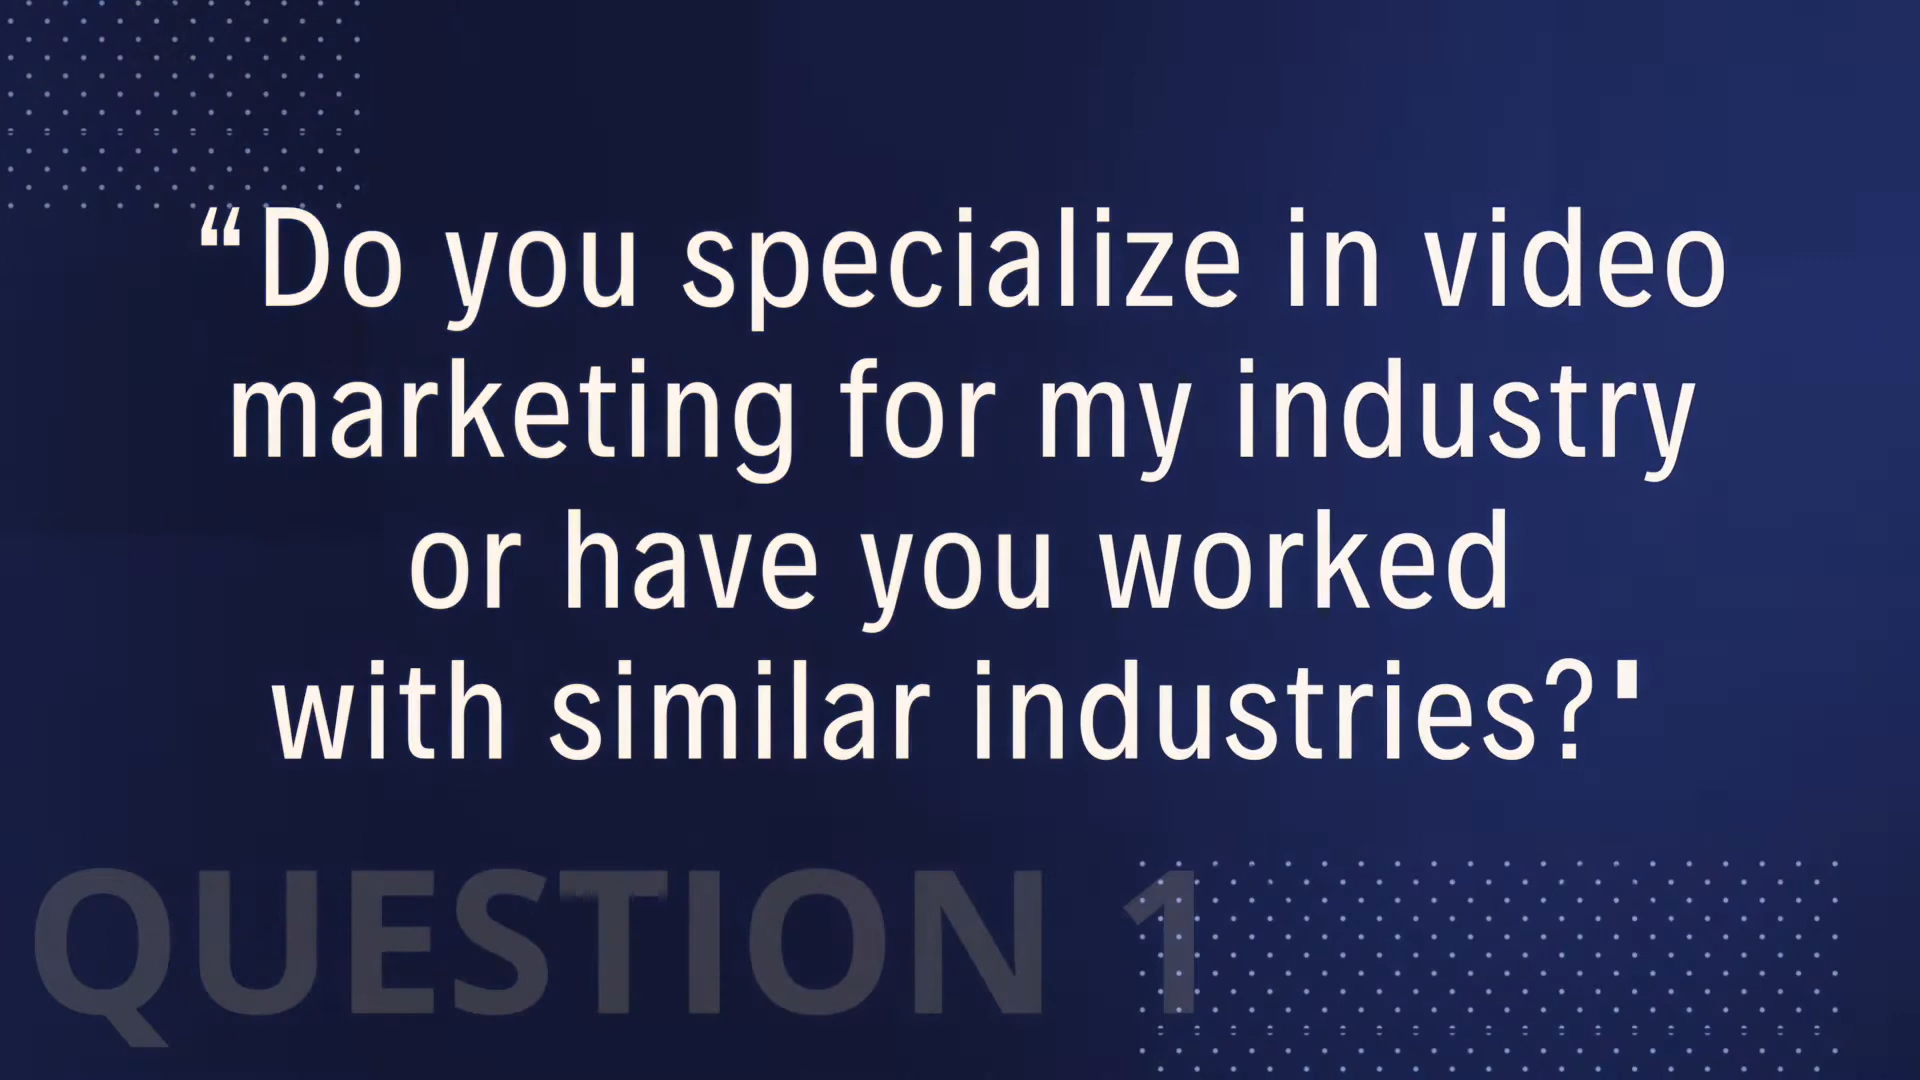 “Do you specialize in video
marketing for my industry
or have you worked
with similar industries?'
QUESTION 1